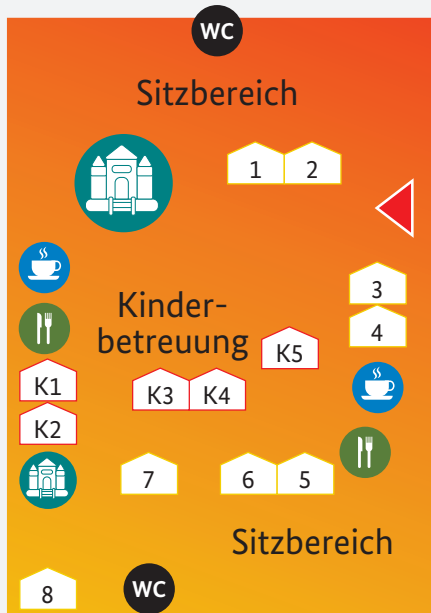 WC
Sitzbereich
1 2
3
Kinder-
4
betreuung
K5
K1
K3 K4
K2
7 6 5
Sitzbereich
8
WC